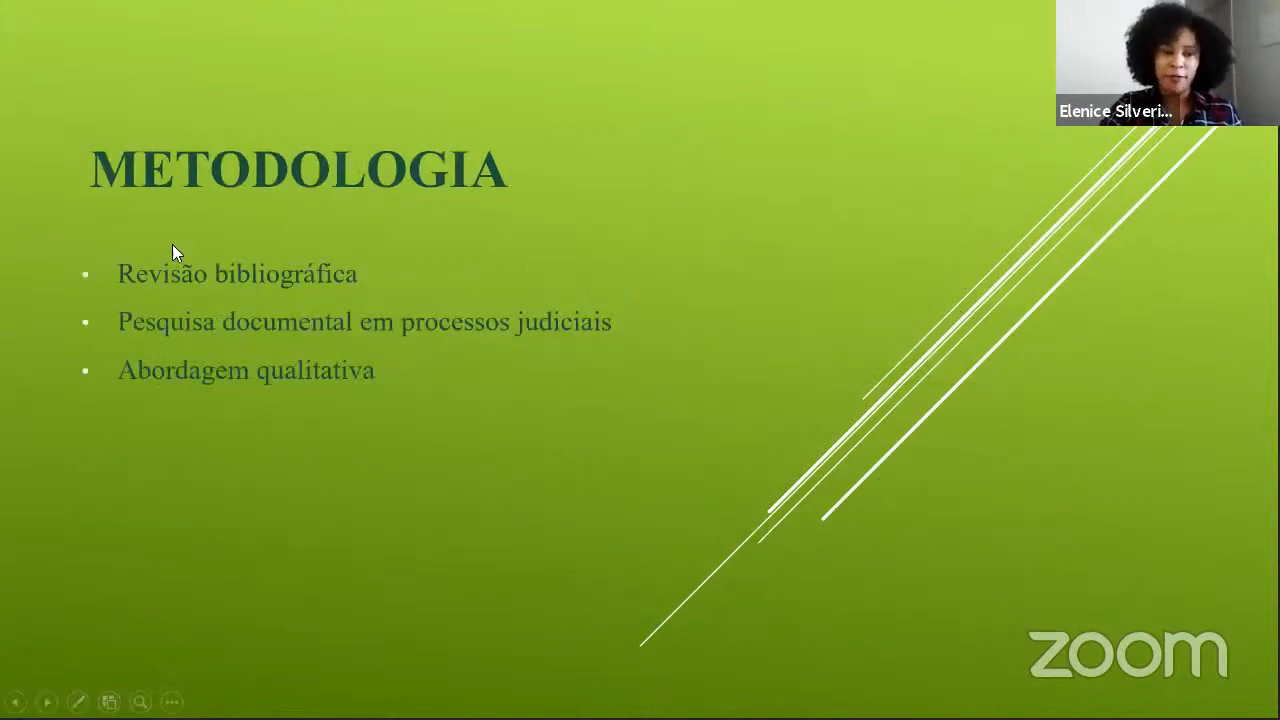 Elenice Silveri...
METODOLOGIA
• Revisão bibliográfica
• Pesquisa documental em processos judiciais
• Abordagem qualitativa
zoom